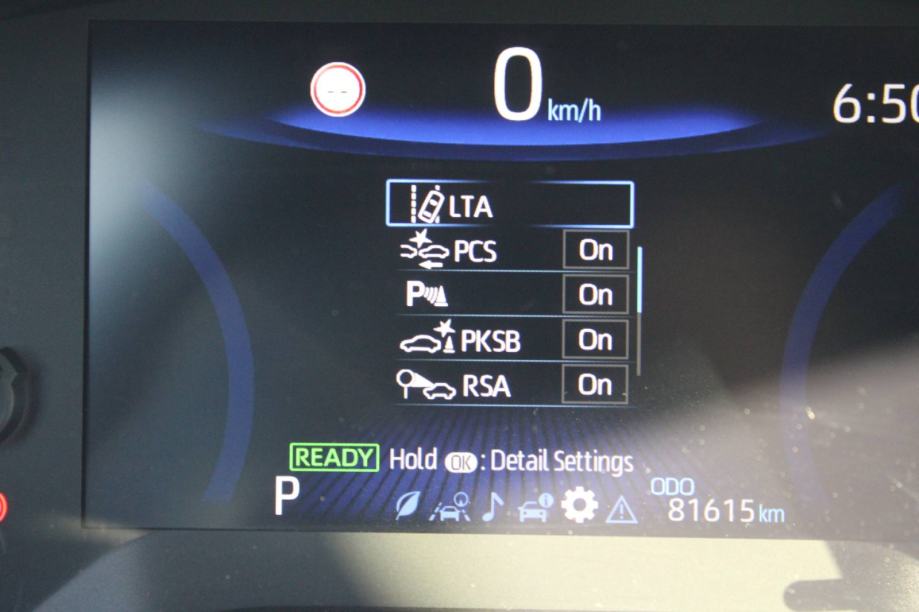 0 km/h
6:50
LTA
PCS On
P On
PKSB On
RSA On
READY Hold OK : Detail Settings
P
ODO
81615 km